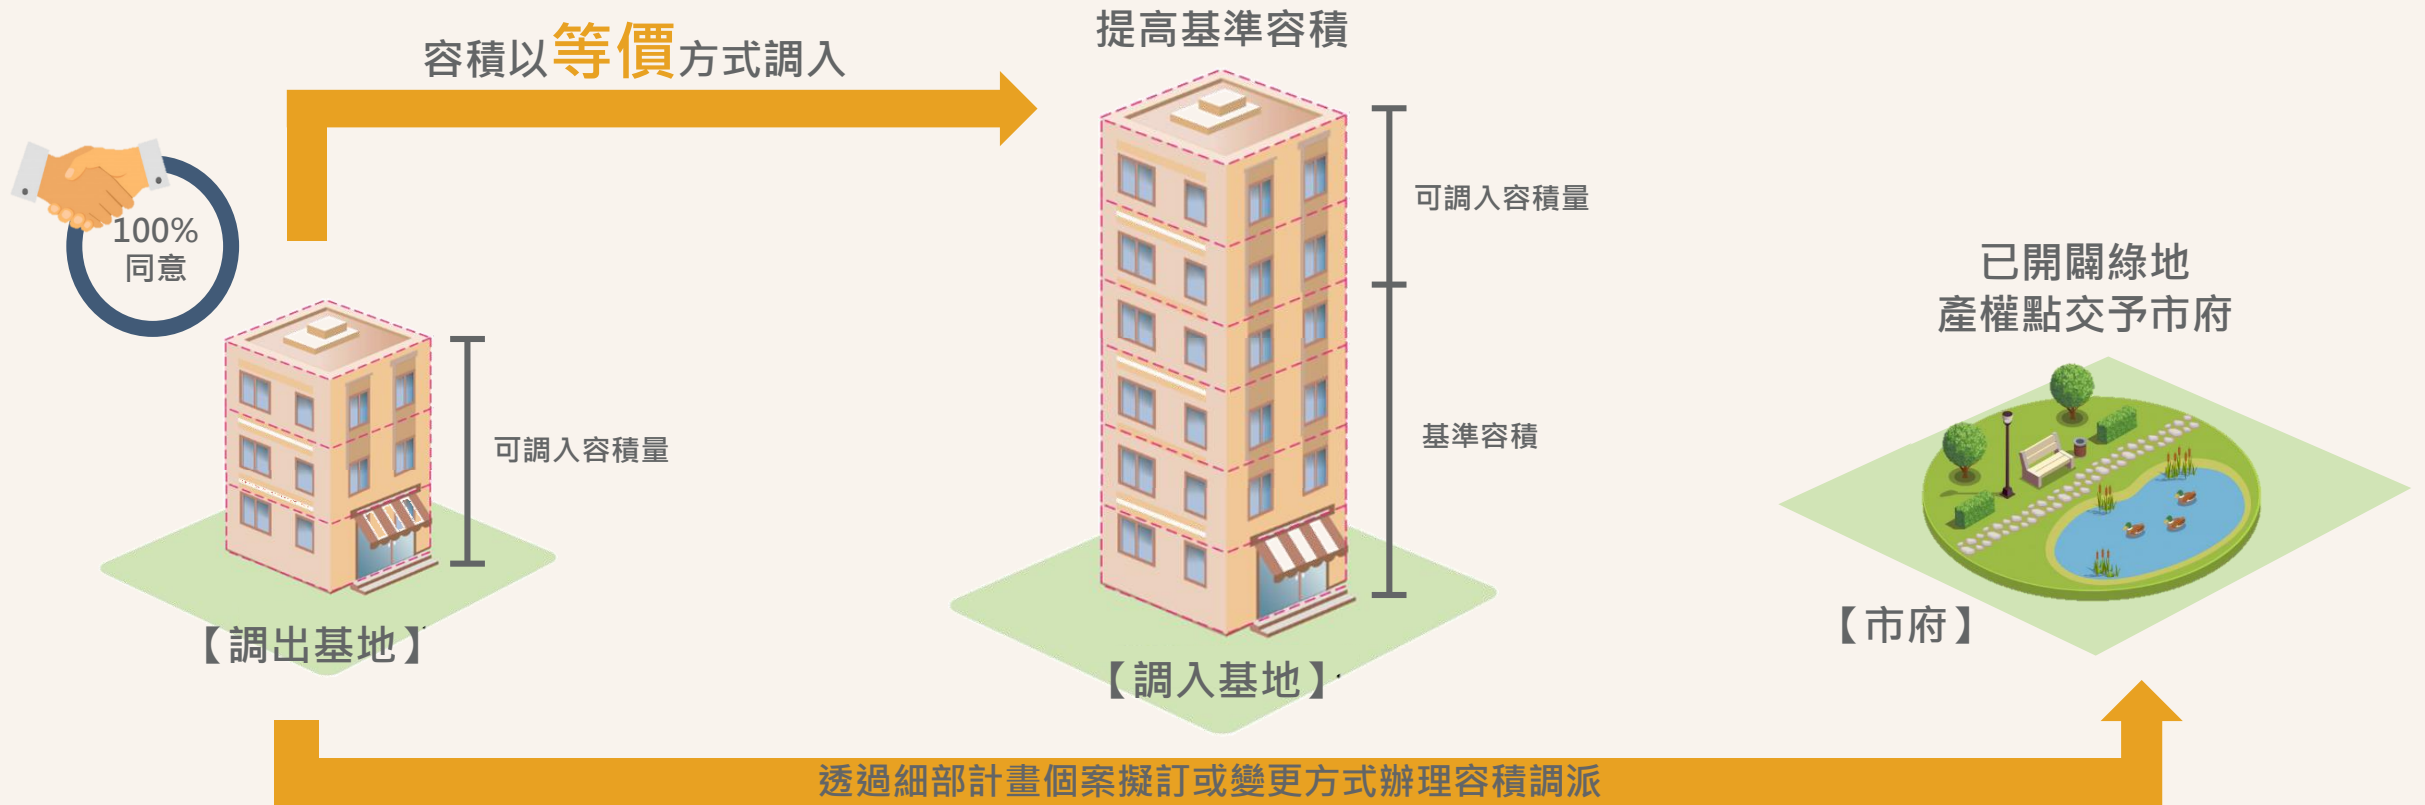 容積以等價方式調入
提高基準容積
100%
同意
可調入容積量
可調入容積量
基準容積
已開闢綠地
產權點交予市府
【調出基地】
【調入基地】
【市府】
透過細部計畫個案擬訂或變更方式辦理容積調派